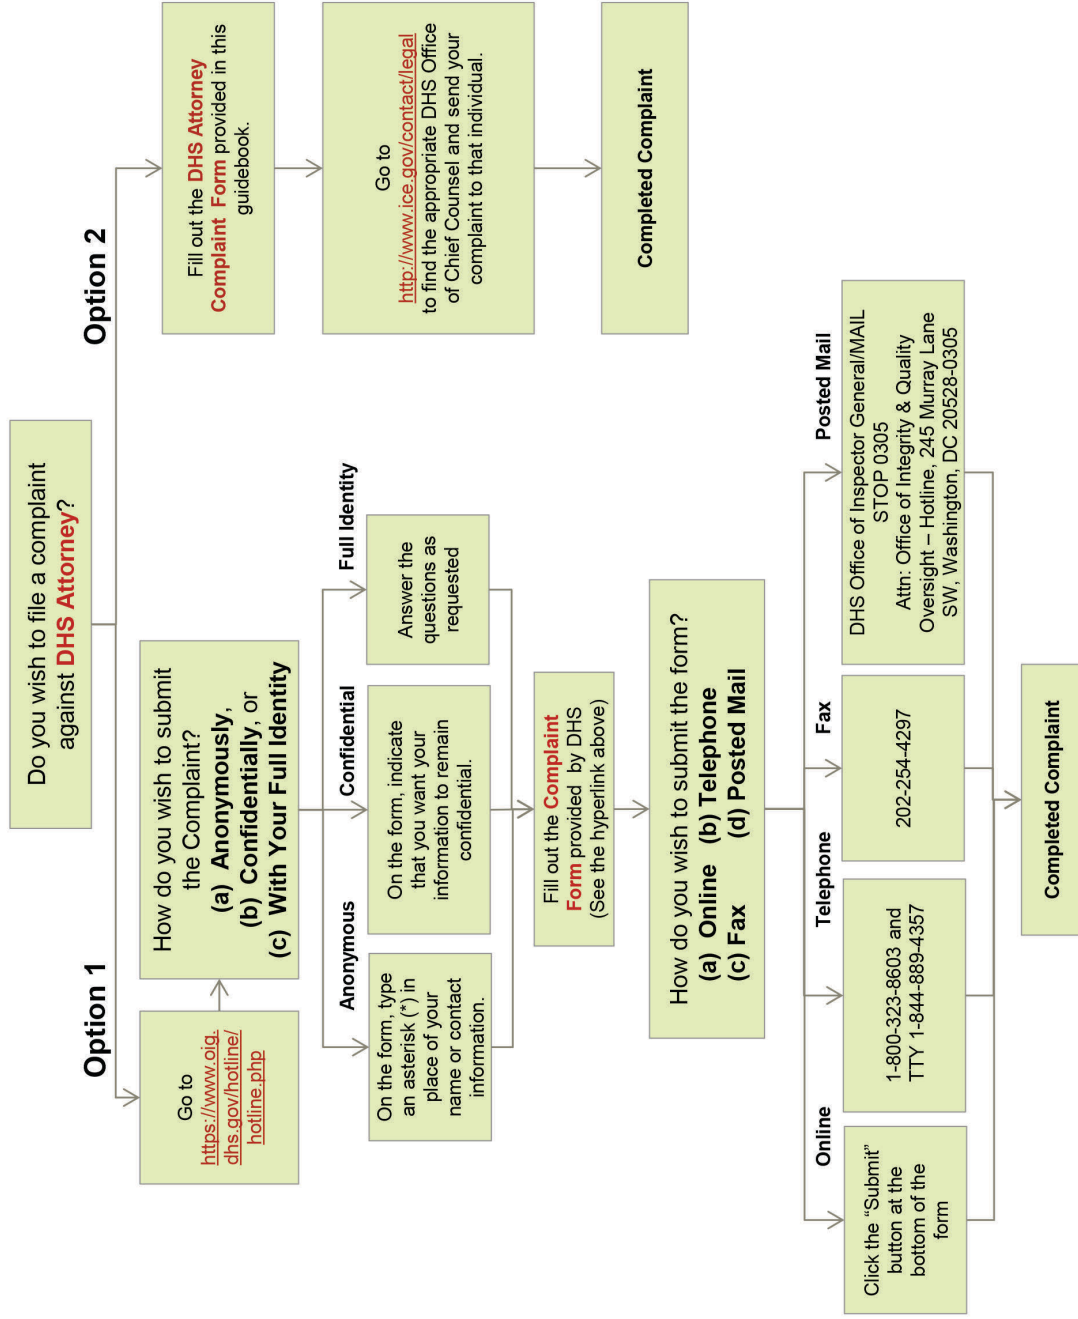 Do you wish to file a complaint
against DHS Attorney?
Option 1
Option 2
Go to
https://www.oig.
dhs.gov/hotline/
hotline.php
How do you wish to submit
the Complaint?
(a) Anonymously,
(b) Confidentially, or
(c) With Your Full Identity
Fill out the DHS Attorney
Complaint Form provided in this
guidebook.
Anonymous
Confidential
Full Identity
On the form, type
an asterisk (*) in
place of your
name or contact
information.
On the form, indicate
that you want your
information to remain
confidential.
Answer the
questions as
requested
Go to
http://www.ice.gov/contact/legal
to find the appropriate DHS Office
of Chief Counsel and send your
complaint to that individual.
Fill out the Complaint
Form provided by DHS
(See the hyperlink above)
Completed Complaint
How do you wish to submit the form?
(a) Online (b) Telephone
(c) Fax (d) Posted Mail
Online
Telephone
Fax
Posted Mail
Click the “Submit”
button at the
bottom of the
form
1-800-323-8603 and
TTY 1-844-889-4357
202-254-4297
DHS Office of Inspector General/MAIL
STOP 0305
Attn: Office of Integrity & Quality
Oversight – Hotline, 245 Murray Lane
SW, Washington, DC 20528-0305
Completed Complaint